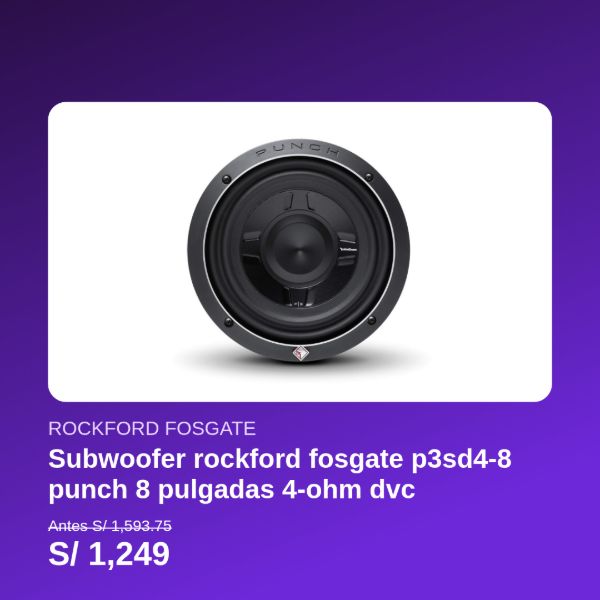 PUNCH
ROCKFORD FOSGATE
Subwoofer rockford fosgate p3sd4-8
punch 8 pulgadas 4-ohm dvc
Antes S/ 1,593.75
S/ 1,249